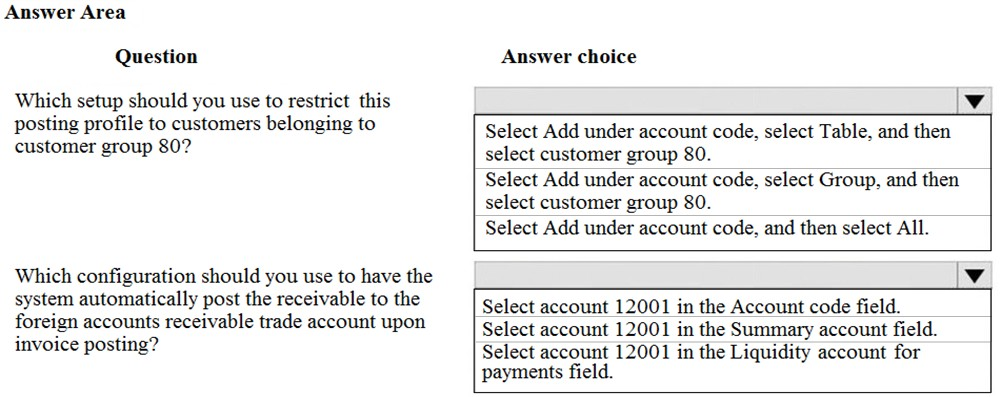 Answer Area
Question
Answer choice
Which setup should you use to restrict this
posting profile to customers belonging to
customer group 80?
Select Add under account code, select Table, and then
select customer group 80.
Select Add under account code, select Group, and then
select customer group 80.
Select Add under account code, and then select All.
Which configuration should you use to have the
system automatically post the receivable to the
foreign accounts receivable trade account upon
invoice posting?
Select account 12001 in the Account code field.
Select account 12001 in the Summary account field.
Select account 12001 in the Liquidity account for
payments field.